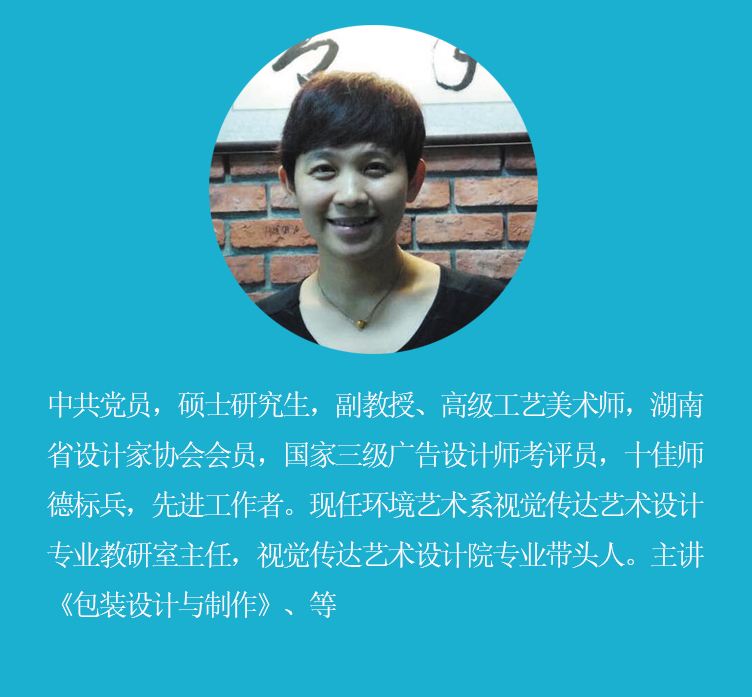 中共党员，硕士研究生，副教授、高级工艺美术师，湖南
省设计家协会会员，国家三级广告设计师考评员，十佳师
德标兵，先进工作者。现任环境艺术系视觉传达艺术设计
专业教研室主任，视觉传达艺术设计院专业带头人。主讲
《包装设计与制作》、等